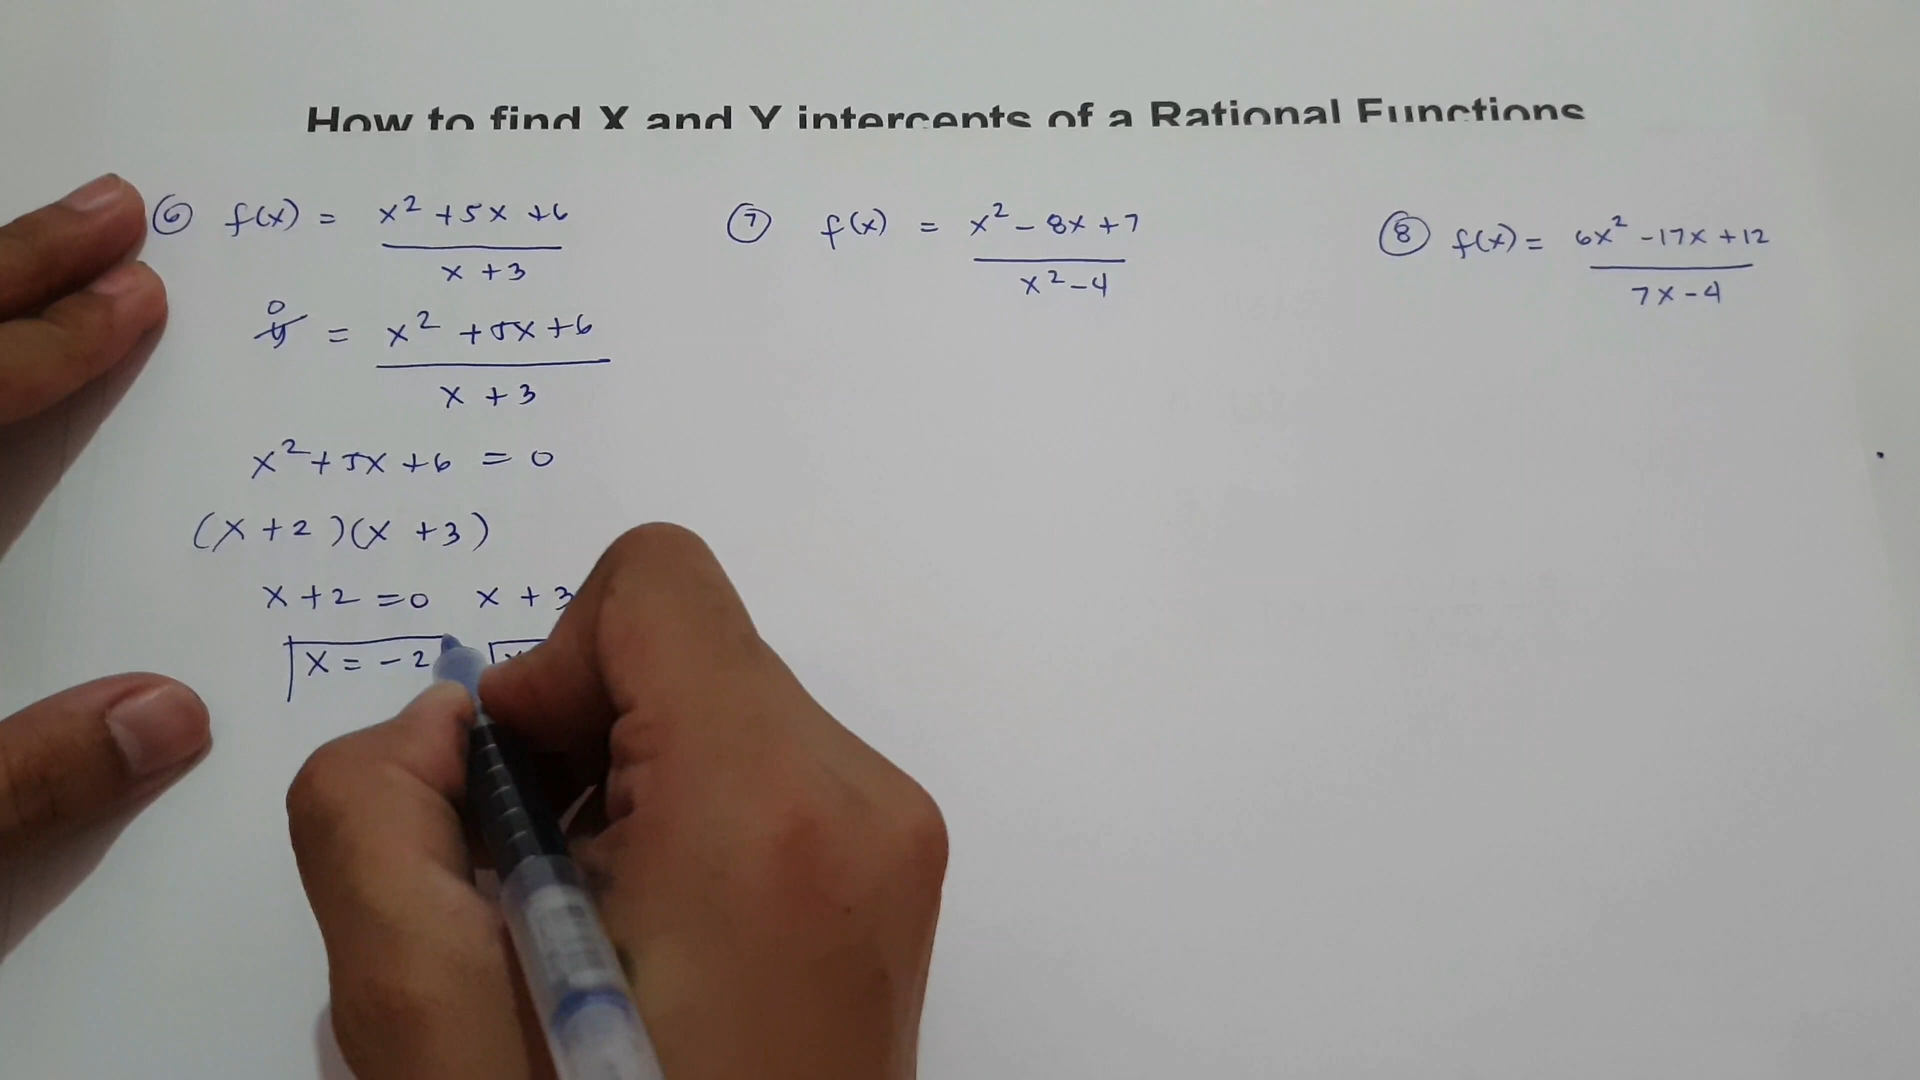 How to find X and Y intercepts of a Rational Functions
⑥ f(x) = x² + 5x + 6
x + 3
0
y = x² + 5x + 6
x + 3
x² + 5x + 6 = 0
(x + 2)(x + 3)
x + 2 = 0 x + 3
x = -2
⑦ f(x) = x² - 8x + 7
x² - 4
⑧ f(x) = 6x² - 17x + 12
7x - 4